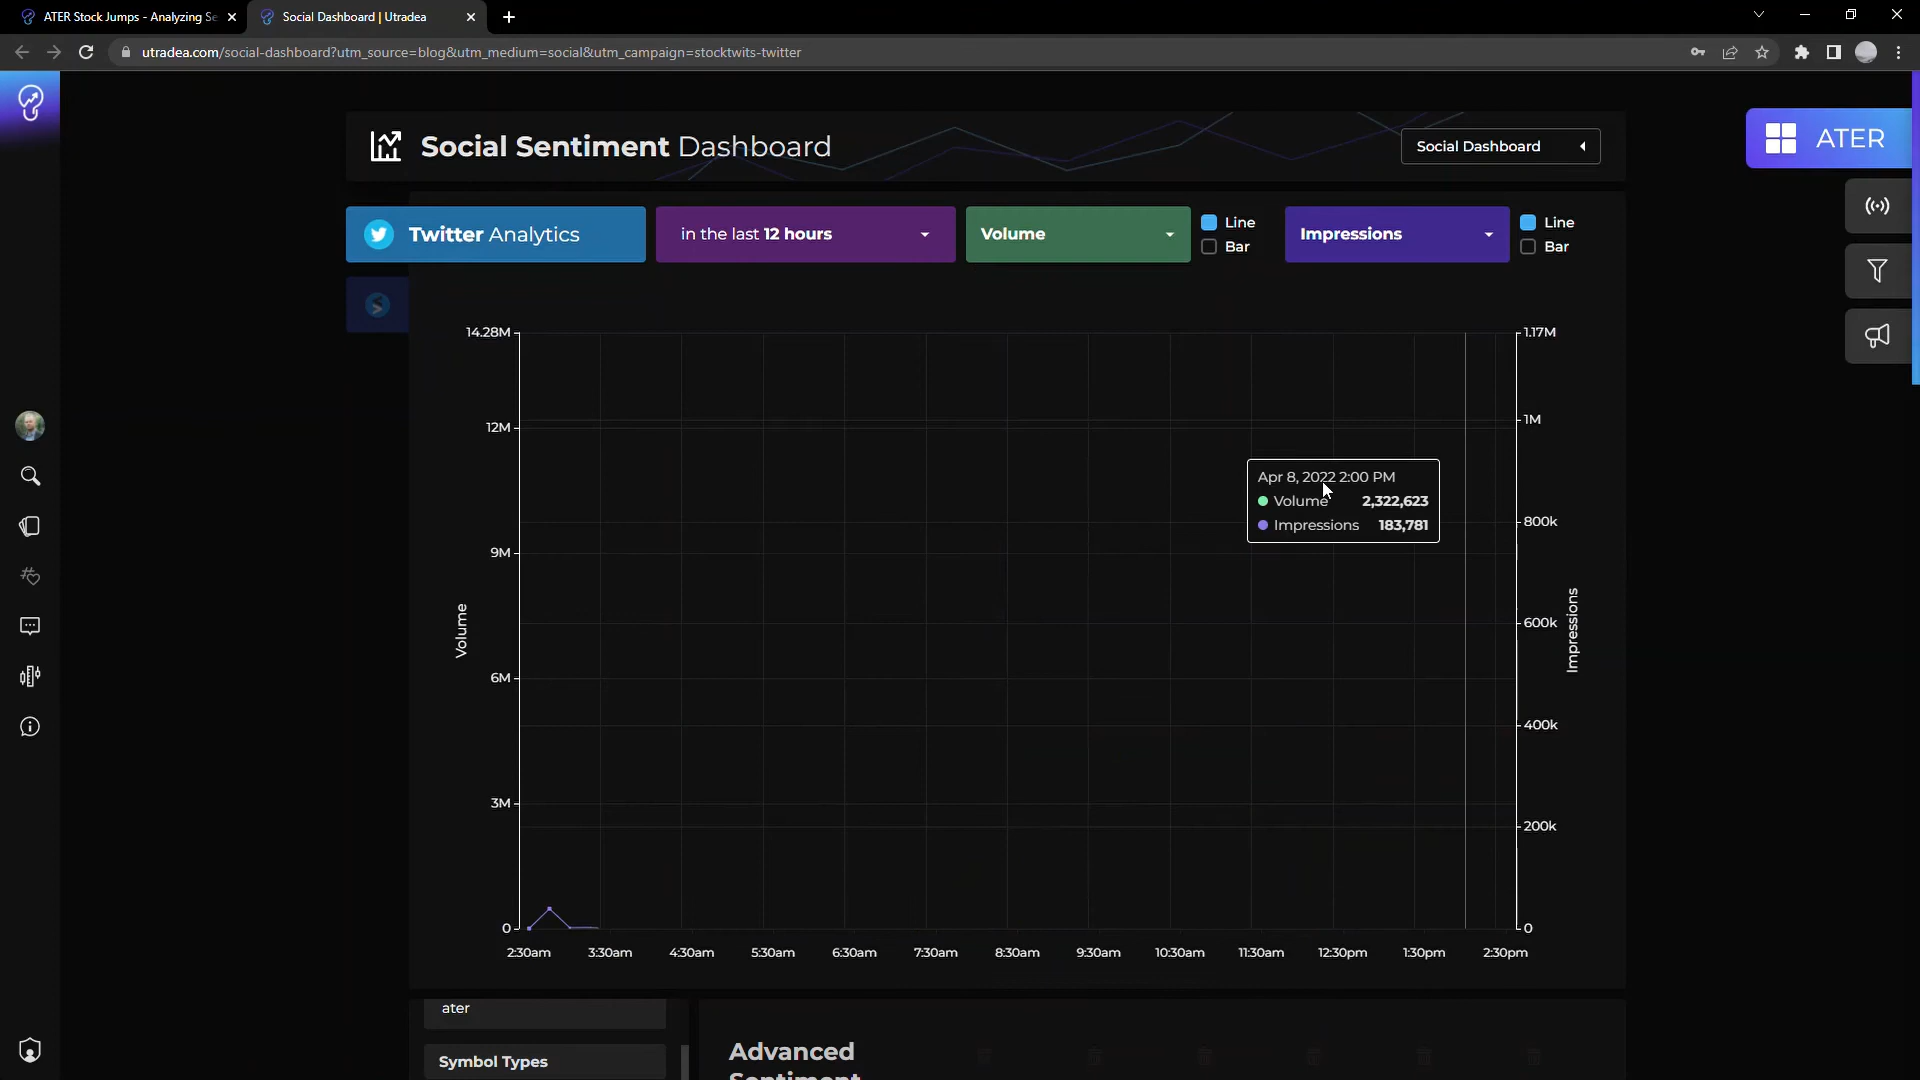 ATER Stock Jumps - Analyzing Se
Social Dashboard | Utradea
utradea.com/social-dashboard?utm_source=blog&utm_medium=social&utm_campaign=stocktwits-twitter
Social Sentiment Dashboard
Social Dashboard
ATER
Twitter Analytics
in the last 12 hours
Volume
Line
Bar
Impressions
Line
Bar
14.28M
12M
9M
6M
3M
0
Volume
1.17M
1M
800k
600k
400k
200k
0
Impressions
Apr 8, 2022 2:00 PM
Volume 2,322,623
Impressions 183,781
2:30am 3:30am 4:30am 5:30am 6:30am 7:30am 8:30am 9:30am 10:30am 11:30am 12:30pm 1:30pm 2:30pm
ater
Symbol Types
Advanced
Sentiment